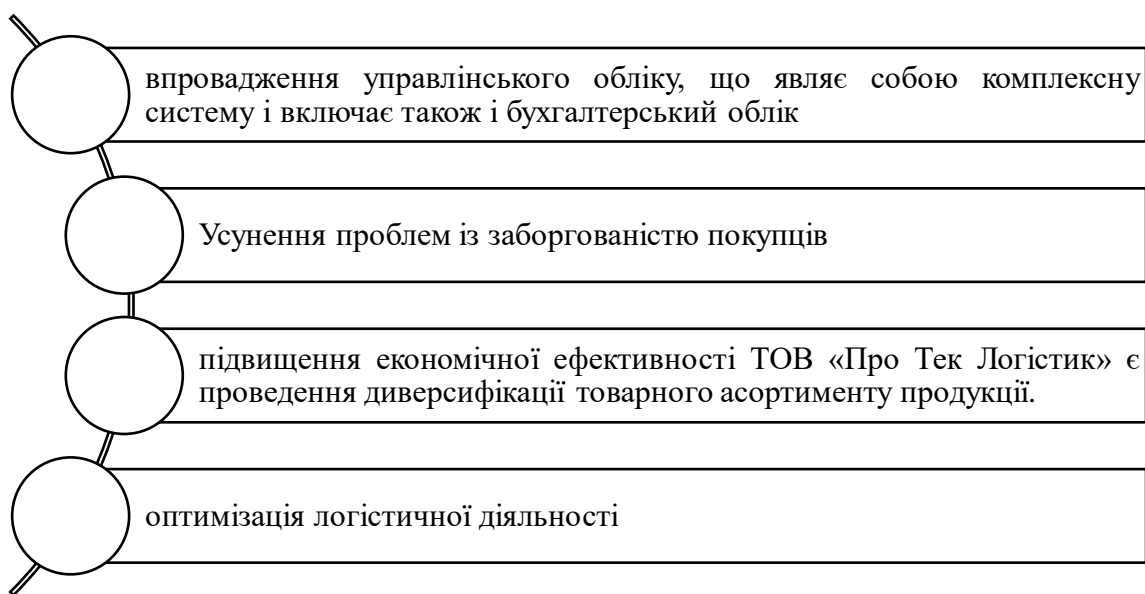 впровадження управлінського обліку, що являє собою комплексну
систему і включає також і бухгалтерський облік
Усунення проблем із заборгованістю покупців
підвищення економічної ефективності ТОВ «Про Тек Логістик» є
проведення диверсифікації товарного асортименту продукції.
оптимізація логістичної діяльності